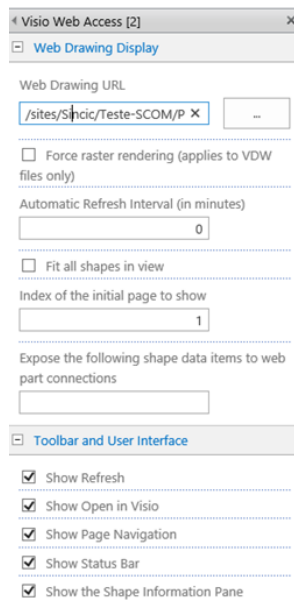 Visio Web Access [2]
Web Drawing Display
Web Drawing URL
/sites/Sincic/Teste-SCOM/P
...
Force raster rendering (applies to VDW
files only)
Automatic Refresh Interval (in minutes)
0
Fit all shapes in view
Index of the initial page to show
1
Expose the following shape data items to web
part connections
Toolbar and User Interface
Show Refresh
Show Open in Visio
Show Page Navigation
Show Status Bar
Show the Shape Information Pane